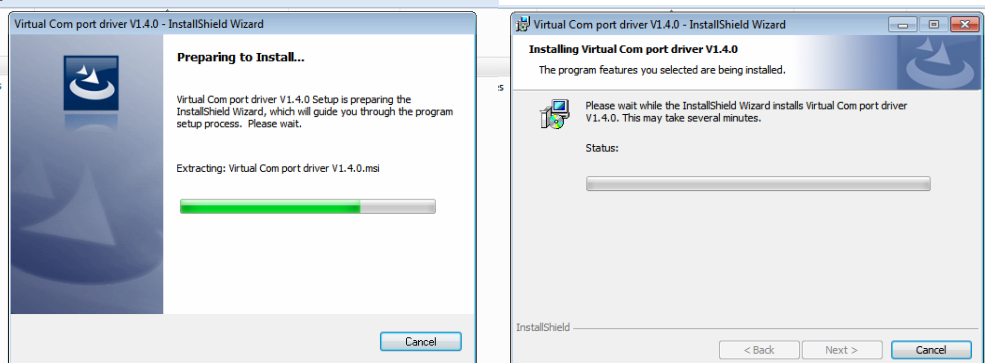 Virtual Com port driver V1.4.0 - InstallShield Wizard
Preparing to Install...
Virtual Com port driver V1.4.0 Setup is preparing the
InstallShield Wizard, which will guide you through the program
setup process. Please wait.
Extracting: Virtual Com port driver V1.4.0.msi
Cancel
Virtual Com port driver V1.4.0 - InstallShield Wizard
Installing Virtual Com port driver V1.4.0
The program features you selected are being installed.
Please wait while the InstallShield Wizard installs Virtual Com port driver
V1.4.0. This may take several minutes.
Status:
InstallShield
< Back
Next >
Cancel